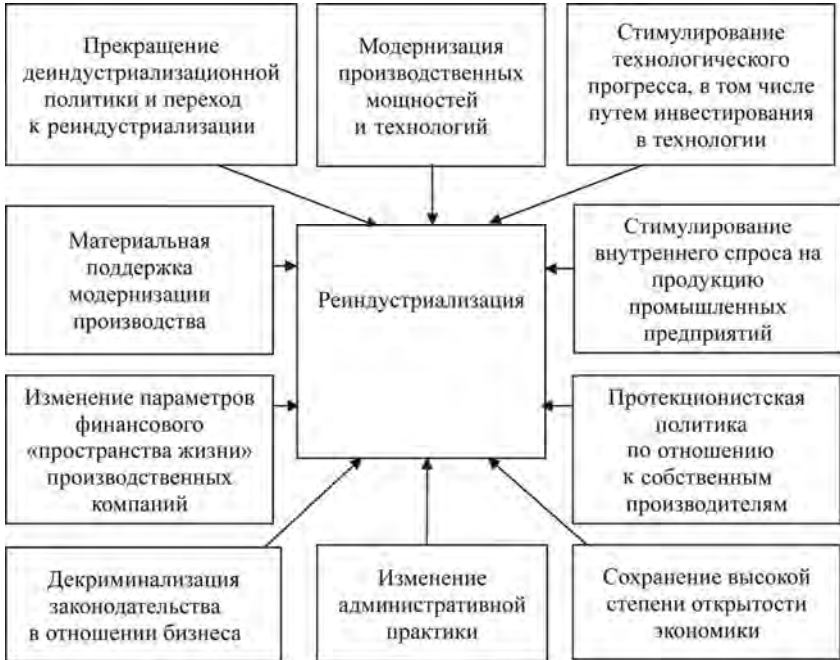 Прекращение
деиндустриализационной
политики и переход
к реиндустриализации
Модернизация
производственных
мощностей
и технологий
Стимулирование
технологического
прогресса, в том числе
путем инвестирования
в технологии
Материальная
поддержка
модернизации
производства
Реиндустриализация
Стимулирование
внутреннего спроса на
продукцию
промышленных
предприятий
Изменение параметров
финансового
«пространства жизни»
производственных
компаний
Протекционистская
политика
по отношению
к собственным
производителям
Декриминализация
законодательства
в отношении бизнеса
Изменение
административной
практики
Сохранение высокой
степени открытости
экономики